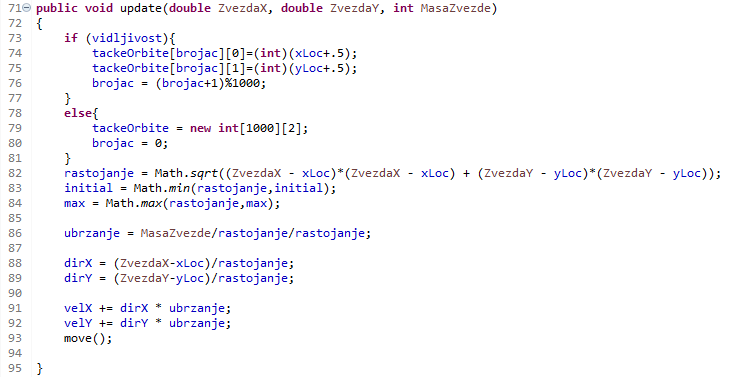 71 public void update(double ZvezdaX, double ZvezdaY, int MasaZvezde)
72 {
73     if (vidljivost){
74         tackeOrbite[brojac][0]=(int)(xLoc+.5);
75         tackeOrbite[brojac][1]=(int)(yLoc+.5);
76         brojac = (brojac+1)%1000;
77     }
78     else{
79         tackeOrbite = new int[1000][2];
80         brojac = 0;
81     }
82     rastojanje = Math.sqrt((ZvezdaX - xLoc)*(ZvezdaX - xLoc) + (ZvezdaY - yLoc)*(ZvezdaY - yLoc));
83     initial = Math.min(rastojanje,initial);
84     max = Math.max(rastojanje,max);
85
86     ubrzanje = MasaZvezde/rastojanje/rastojanje;
87
88     dirX = (ZvezdaX-xLoc)/rastojanje;
89     dirY = (ZvezdaY-yLoc)/rastojanje;
90
91     velX += dirX * ubrzanje;
92     velY += dirY * ubrzanje;
93     move();
94
95 }